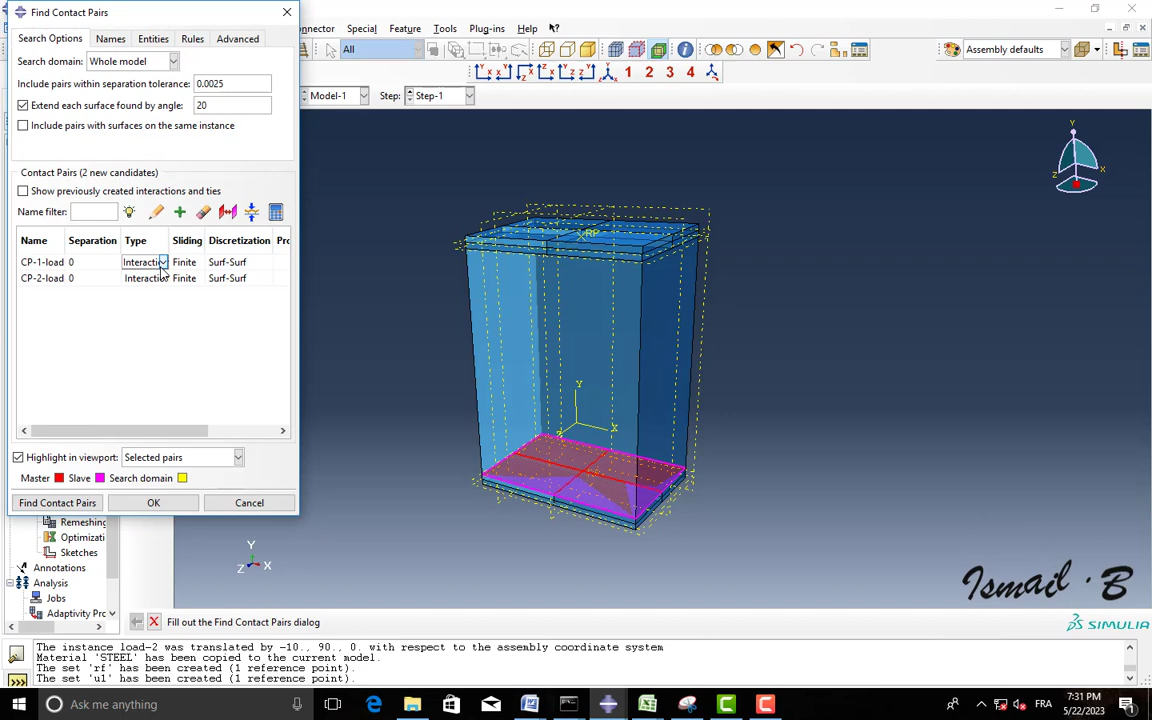 Find Contact Pairs
onnector Special Feature Tools Plug-ins Help
Search Options Names Entities Rules Advanced
All
Assembly defaults
Search domain: Whole model
1 2 3 4
Include pairs within separation tolerance: 0.0025
Model-1 Step: Step-1
Extend each surface found by angle: 20
Include pairs with surfaces on the same instance
Contact Pairs (2 new candidates)
Show previously created interactions and ties
Name filter:
Name Separation Type Sliding Discretization Pro
CP-1-load 0 Interacti Finite Surf-Surf
CP-2-load 0 Interaction Finite Surf-Surf
Y
X
Z
RP
Y
X
Z
Highlight in viewport: Selected pairs
Master Slave Search domain
Find Contact Pairs OK Cancel
Remeshing
Optimizati
Sketches
Annotations
Analysis
Jobs
Adaptivity Prc
Y
Z X
Ismail . B
SIMULIA
Fill out the Find Contact Pairs dialog
The instance load-2 was translated by -10., 90., 0. with respect to the assembly coordinate system
Material 'STEEL' has been copied to the current model.
The set 'rf' has been created (1 reference point).
The set 'u1' has been created (1 reference point).
>>>
Ask me anything
FRA
7:31 PM
5/22/2023